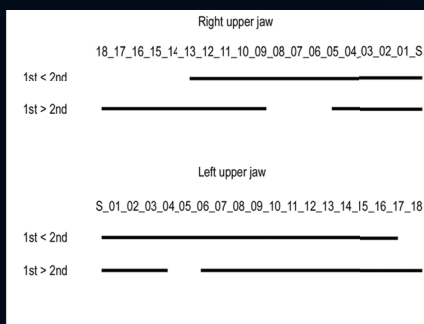 Right upper jaw
18_17_16_15_14_13_12_11_10_09_08_07_06_05_04_03_02_01_S
1st < 2nd
1st > 2nd
Left upper jaw
S_01_02_03_04_05_06_07_08_09_10_11_12_13_14_15_16_17_18
1st < 2nd
1st > 2nd